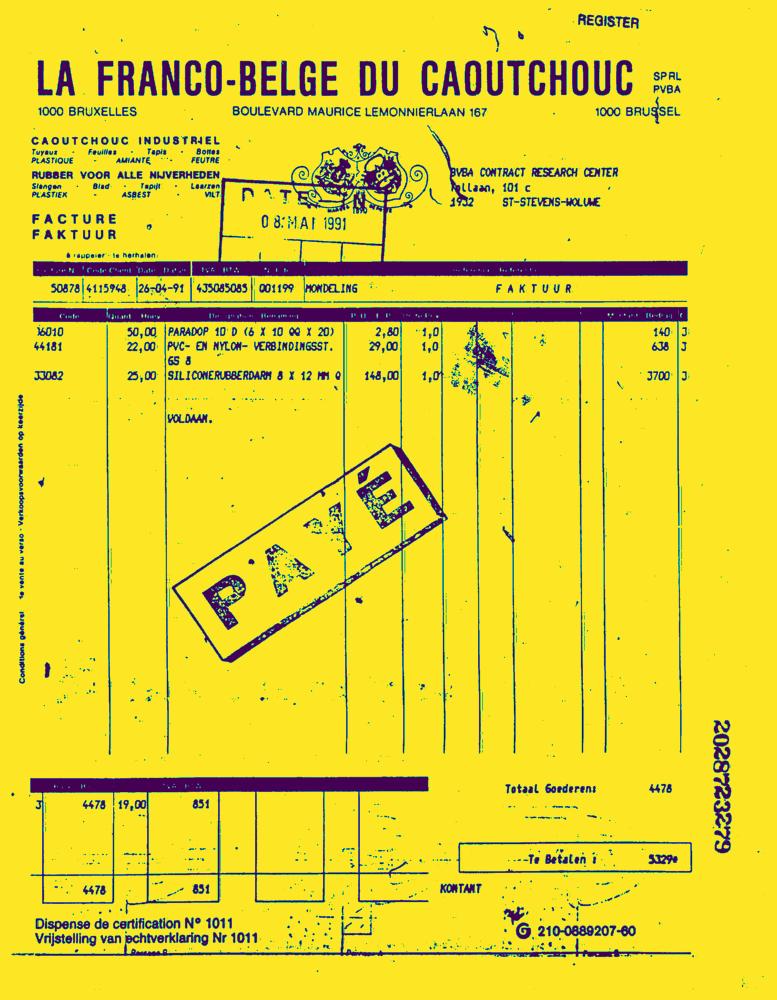 REGISTER
LA FRANCO-BELGE DU CAOUTCHOUC SPRL
PVBA
1000 BRUXELLES BOULEVARD MAURICE LEMONNIERLAAN 167 1000 BRUSSEL
CAOUTCHOUC INDUSTRIEL
Tuyaux - Feuilles - Tapis - Bottes
PLASTIQUE - AMIANTE - FEUTRE
RUBBER VOOR ALLE NIJVERHEDEN
Slangen - Blad - Tapijt - Laarzen
PLASTIEK - ASBEST - VILT
BVBA CONTRACT RESEARCH CENTER
101 c
1932 ST-STEVENS-WOLUWE
08 MAI 1991
FACTURE
FAKTUUR
à rappeler - te herhalen
50878 4115948 26-04-91 435085085 001199 MONDELING FAKTUUR
Code Quant. Hoev.
16010 50,00 PARADOP 10 D (6 X 10 QQ X 20) 2,80 1,0 140 J
44181 22,00 PVC- EN NYLON- VERBINDINGSST. 29,00 1,0 638 J
GS 8
33082 25,00 SILICONERUBBERDARM 8 X 12 MM Q 148,00 1,0 3700 J
VOLDAAN.
PAYÉ
te vente au verso - Verkoopsvoorwaarden op keerzijde
2028723279
Totaal Goederen: 4478
J 4478 19,00 851
Te Betalen : 5329*
4478 851 KONTANT
Dispense de certification N° 1011
Vrijstelling van echtverklaring Nr 1011
G 210-0889207-60